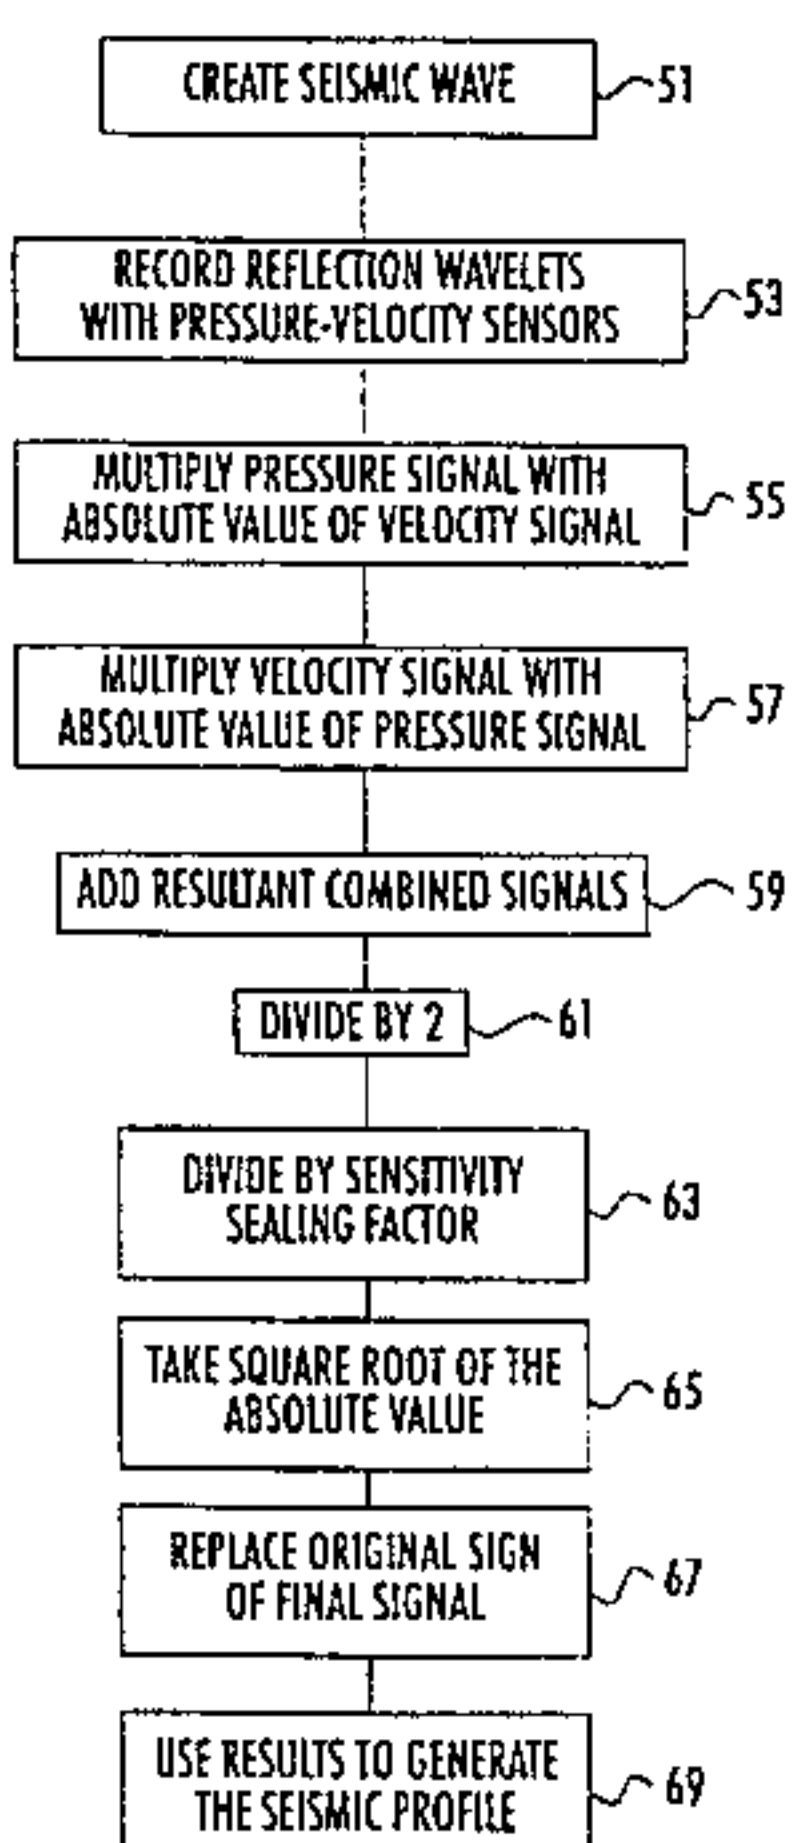 CREATE SEISMIC WAVE
51
RECORD REFLECTION WAVELETS
WITH PRESSURE-VELOCITY SENSORS
53
MULTIPLY PRESSURE SIGNAL WITH
ABSOLUTE VALUE OF VELOCITY SIGNAL
55
MULTIPLY VELOCITY SIGNAL WITH
ABSOLUTE VALUE OF PRESSURE SIGNAL
57
ADD RESULTANT COMBINED SIGNALS
59
DIVIDE BY 2
61
DIVIDE BY SENSITIVITY
SEALING FACTOR
63
TAKE SQUARE ROOT OF THE
ABSOLUTE VALUE
65
REPLACE ORIGINAL SIGN
OF FINAL SIGNAL
67
USE RESULTS TO GENERATE
THE SEISMIC PROFILE
69